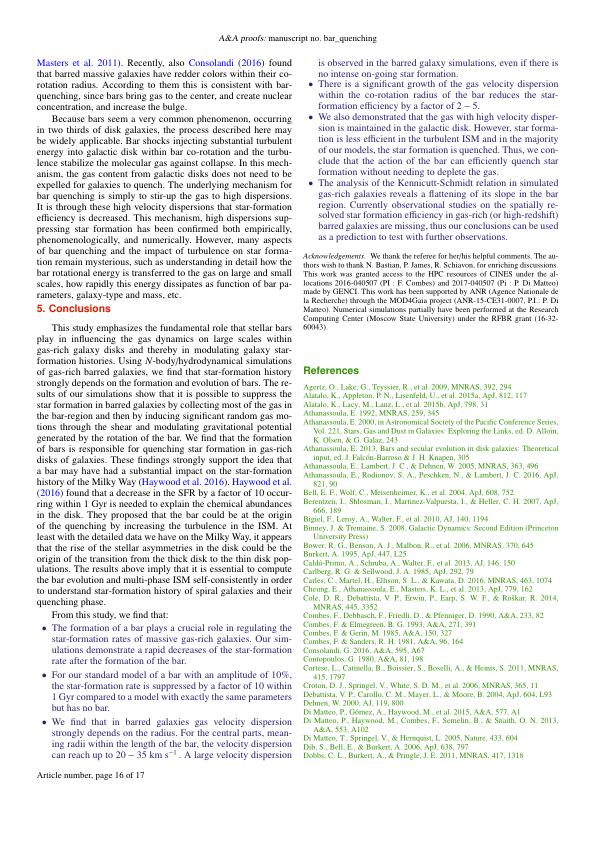 A&A proofs: manuscript no. bar_quenching
Masters et al. 2011). Recently, also Consolandi (2016) found
that barred massive galaxies have redder colors within their co-
rotation radius. According to them this is consistent with bar-
quenching, since bars bring gas to the center, and create nuclear
concentration, and increase the bulge.
Because bars seem a very common phenomenon, occurring
in two thirds of disk galaxies, the process described here may
be widely applicable. Bar shocks injecting substantial turbulent
energy into galactic disk within bar co-rotation and the turbu-
lence stabilize the molecular gas against collapse. In this mech-
anism, the gas content from galactic disks does not need to be
expelled for galaxies to quench. The underlying mechanism for
bar quenching is simply to stir-up the gas to high dispersions.
It is through these high velocity dispersions that star-formation
efficiency is decreased. This mechanism, high dispersions sup-
pressing star formation has been confirmed both empirically,
phenomenologically, and numerically. However, many aspects
of bar quenching and the impact of turbulence on star forma-
tion remain mysterious, such as understanding in detail how the
bar rotational energy is transferred to the gas on large and small
scales, how rapidly this energy dissipates as function of bar pa-
rameters, galaxy-type and mass, etc.
5. Conclusions
This study emphasizes the fundamental role that stellar bars
play in influencing the gas dynamics on large scales within
gas-rich galaxy disks and thereby in modulating galaxy star-
formation histories. Using N-body/hydrodynamical simulations
of gas-rich barred galaxies, we find that star-formation history
strongly depends on the formation and evolution of bars. The re-
sults of our simulations show that it is possible to suppress the
star formation in barred galaxies by collecting most of the gas in
the bar-region and then by inducing significant random gas mo-
tions through the shear and modulating gravitational potential
generated by the rotation of the bar. We find that the formation
of bars is responsible for quenching star formation in gas-rich
disks of galaxies. These findings strongly support the idea that
a bar may have had a substantial impact on the star-formation
history of the Milky Way (Haywood et al. 2016). Haywood et al.
(2016) found that a decrease in the SFR by a factor of 10 occur-
ring within 1 Gyr is needed to explain the chemical abundances
in the disk. They proposed that the bar could be at the origin
of the quenching by increasing the turbulence in the ISM. At
least with the detailed data we have on the Milky Way, it appears
that the rise of the stellar asymmetries in the disk could be the
origin of the transition from the thick disk to the thin disk pop-
ulations. The results above imply that it is essential to compute
the bar evolution and multi-phase ISM self-consistently in order
to understand star-formation history of spiral galaxies and their
quenching phase.
From this study, we find that:
• The formation of a bar plays a crucial role in regulating the
star-formation rates of massive gas-rich galaxies. Our sim-
ulations demonstrate a rapid decreases of the star-formation
rate after the formation of the bar.
• For our standard model of a bar with an amplitude of 10%,
the star-formation rate is suppressed by a factor of 10 within
1 Gyr compared to a model with exactly the same parameters
but has no bar.
• We find that in barred galaxies gas velocity dispersion
strongly depends on the radius. For the central parts, mean-
ing radii within the length of the bar, the velocity dispersion
can reach up to 20 − 35 km s−1. A large velocity dispersion
is observed in the barred galaxy simulations, even if there is
no intense on-going star formation.
• There is a significant growth of the gas velocity dispersion
within the co-rotation radius of the bar reduces the star-
formation efficiency by a factor of 2 − 5.
• We also demonstrated that the gas with high velocity disper-
sion is maintained in the galactic disk. However, star forma-
tion is less efficient in the turbulent ISM and in the majority
of our models, the star formation is quenched. Thus, we con-
clude that the action of the bar can efficiently quench star
formation without needing to deplete the gas.
• The analysis of the Kennicutt-Schmidt relation in simulated
gas-rich galaxies reveals a flattening of its slope in the bar
region. Currently observational studies on the spatially re-
solved star formation efficiency in gas-rich (or high-redshift)
barred galaxies are missing, thus our conclusions can be used
as a prediction to test with further observations.
Acknowledgements. We thank the referee for her/his helpful comments. The au-
thors wish to thank N. Bastian, P. James, R. Schiavon, for enriching discussions.
This work was granted access to the HPC resources of CINES under the al-
locations 2016-040507 (PI : F. Combes) and 2017-040507 (Pi : P. Di Matteo)
made by GENCI. This work has been supported by ANR (Agence Nationale de
la Recherche) through the MOD4Gaia project (ANR-15-CE31-0007, P.I.: P. Di
Matteo). Numerical simulations partially have been performed at the Research
Computing Center (Moscow State University) under the RFBR grant (16-32-
60043).
References
Agertz, O., Lake, G., Teyssier, R., et al. 2009, MNRAS, 392, 294
Alatalo, K., Appleton, P. N., Lisenfeld, U., et al. 2015a, ApJ, 812, 117
Alatalo, K., Lacy, M., Lanz, L., et al. 2015b, ApJ, 798, 31
Athanassoula, E. 1992, MNRAS, 259, 345
Athanassoula, E. 2000, in Astronomical Society of the Pacific Conference Series,
Vol. 221, Stars, Gas and Dust in Galaxies: Exploring the Links, ed. D. Alloin,
K. Olsen, & G. Galaz, 243
Athanassoula, E. 2013, Bars and secular evolution in disk galaxies: Theoretical
input, ed. J. Falcón-Barroso & J. H. Knapen, 305
Athanassoula, E., Lambert, J. C., & Dehnen, W. 2005, MNRAS, 363, 496
Athanassoula, E., Rodionov, S. A., Peschken, N., & Lambert, J. C. 2016, ApJ,
821, 90
Bell, E. F., Wolf, C., Meisenheimer, K., et al. 2004, ApJ, 608, 752
Berentzen, I., Shlosman, I., Martinez-Valpuesta, I., & Heller, C. H. 2007, ApJ,
666, 189
Bigiel, F., Leroy, A., Walter, F., et al. 2010, AJ, 140, 1194
Binney, J. & Tremaine, S. 2008, Galactic Dynamics: Second Edition (Princeton
University Press)
Bower, R. G., Benson, A. J., Malbon, R., et al. 2006, MNRAS, 370, 645
Burkert, A. 1995, ApJ, 447, L25
Caldú-Primo, A., Schruba, A., Walter, F., et al. 2013, AJ, 146, 150
Carlberg, R. G. & Sellwood, J. A. 1985, ApJ, 292, 79
Carles, C., Martel, H., Ellison, S. L., & Kawata, D. 2016, MNRAS, 463, 1074
Cheung, E., Athanassoula, E., Masters, K. L., et al. 2013, ApJ, 779, 162
Cole, D. R., Debattista, V. P., Erwin, P., Earp, S. W. F., & Roškar, R. 2014,
MNRAS, 445, 3352
Combes, F., Debbasch, F., Friedli, D., & Pfenniger, D. 1990, A&A, 233, 82
Combes, F. & Elmegreen, B. G. 1993, A&A, 271, 391
Combes, F. & Gerin, M. 1985, A&A, 150, 327
Combes, F. & Sanders, R. H. 1981, A&A, 96, 164
Consolandi, G. 2016, A&A, 595, A67
Contopoulos, G. 1980, A&A, 81, 198
Cortese, L., Catinella, B., Boissier, S., Boselli, A., & Heinis, S. 2011, MNRAS,
415, 1797
Croton, D. J., Springel, V., White, S. D. M., et al. 2006, MNRAS, 365, 11
Debattista, V. P., Carollo, C. M., Mayer, L., & Moore, B. 2004, ApJ, 604, L93
Dehnen, W. 2000, AJ, 119, 800
Di Matteo, P., Gómez, A., Haywood, M., et al. 2015, A&A, 577, A1
Di Matteo, P., Haywood, M., Combes, F., Semelin, B., & Snaith, O. N. 2013,
A&A, 553, A102
Di Matteo, T., Springel, V., & Hernquist, L. 2005, Nature, 433, 604
Dib, S., Bell, E., & Burkert, A. 2006, ApJ, 638, 797
Dobbs, C. L., Burkert, A., & Pringle, J. E. 2011, MNRAS, 417, 1318
Article number, page 16 of 17